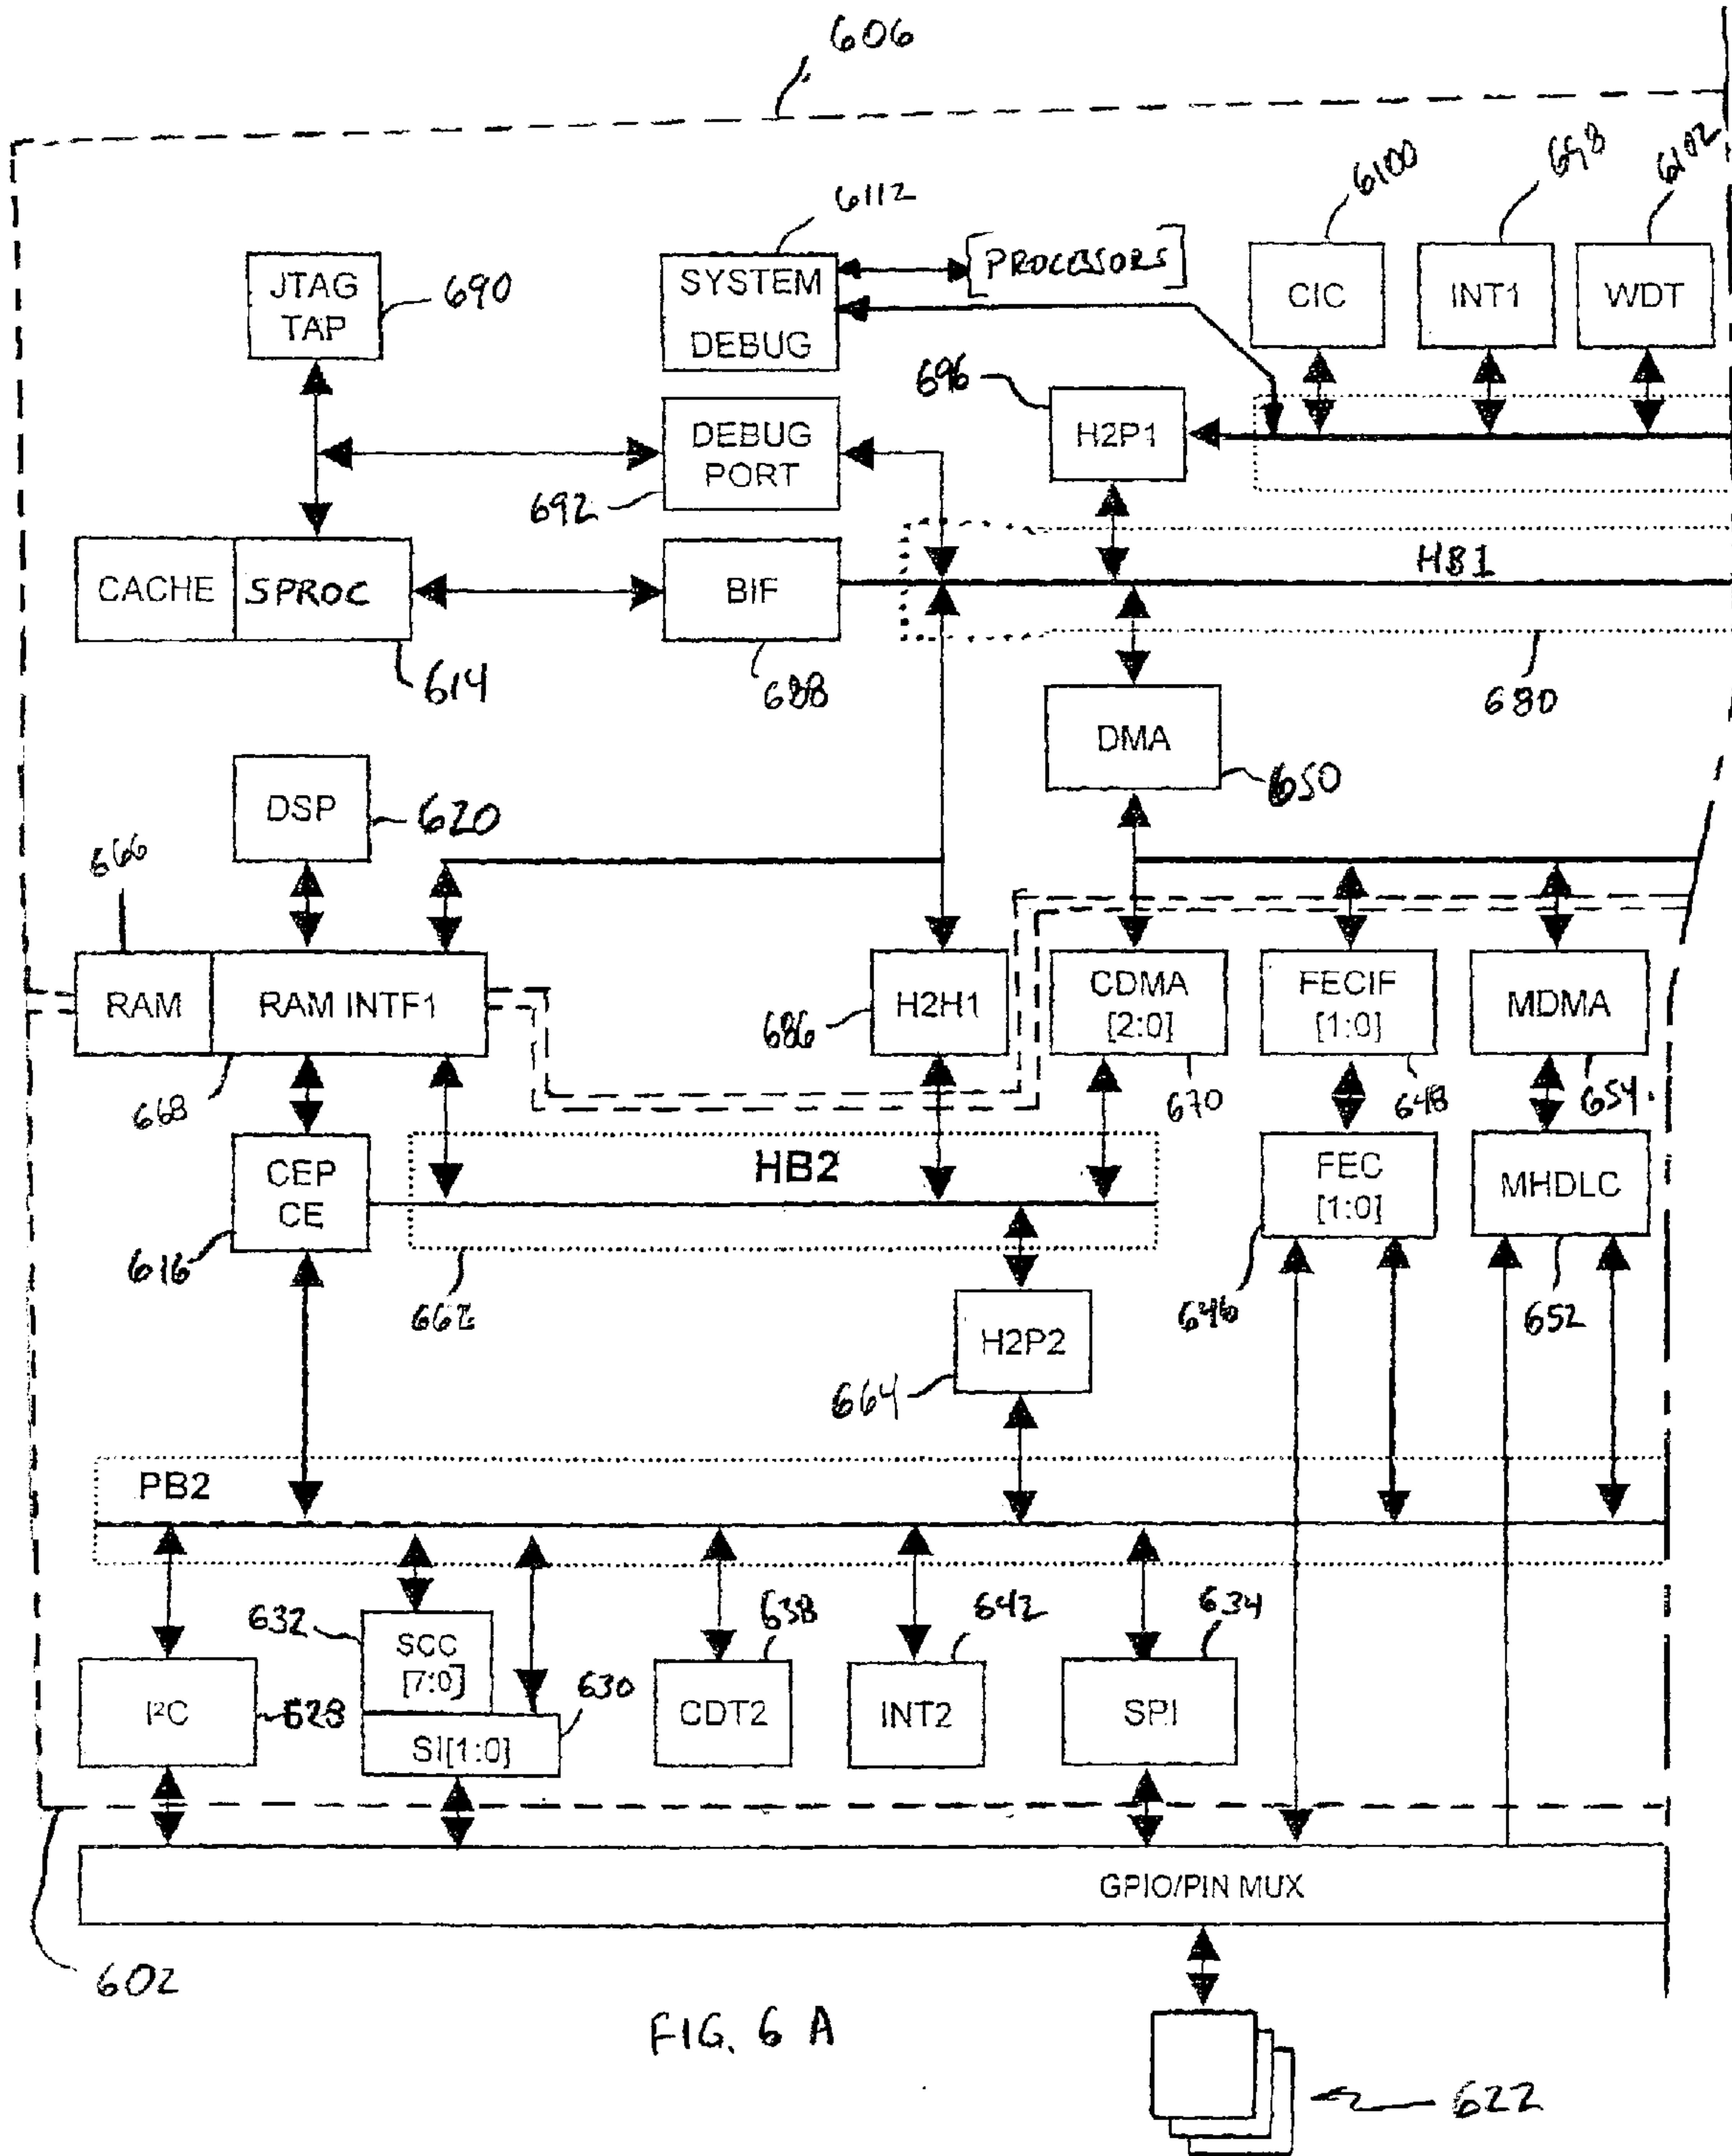 606
6100
698
6102
6112
JTAG
TAP
690
SYSTEM
DEBUG
[PROCESSORS]
CIC
INT1
WDT
696
H2P1
DEBUG
PORT
692
CACHE
SPROC
BIF
HB1
614
688
680
DMA
650
DSP
620
666
RAM
RAM INTF1
H2H1
686
CDMA
[2:0]
FECIF
[1:0]
MDMA
668
670
648
654
CEP
CE
HB2
FEC
[1:0]
MHDLC
616
662
646
652
H2P2
664
PB2
632
SCC
[7:0]
638
642
634
630
I²C
628
SI[1:0]
CDT2
INT2
SPI
GPIO/PIN MUX
602
FIG. 6 A
622